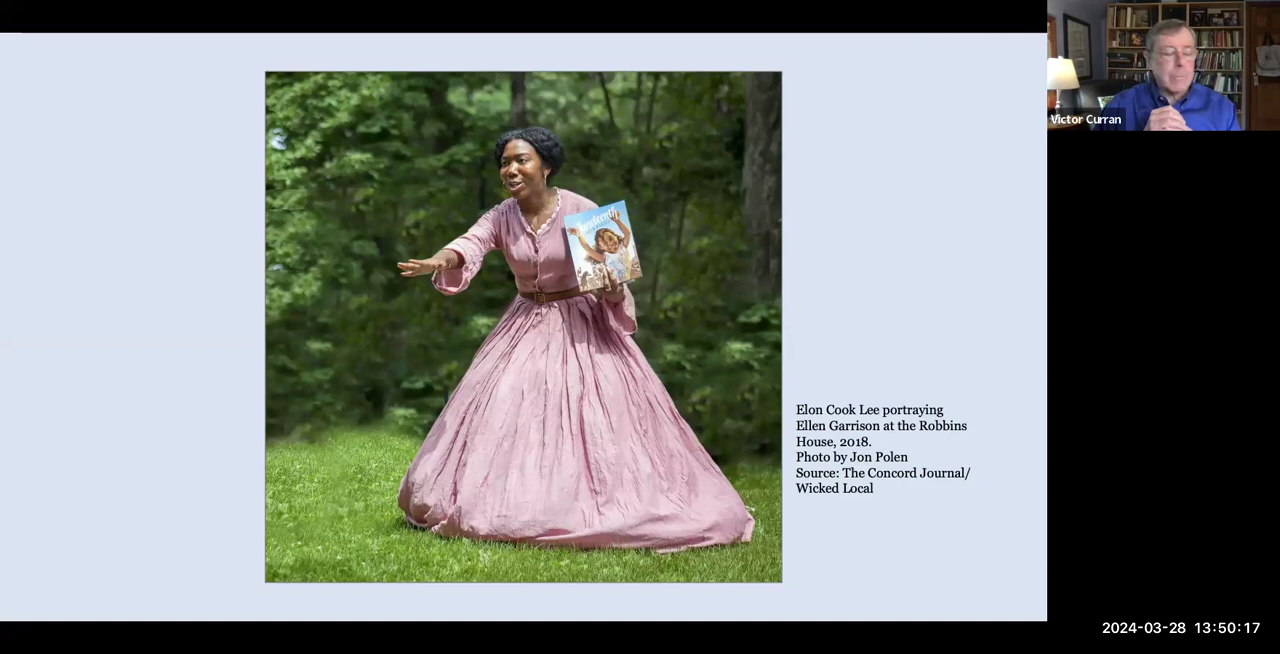 Victor Curran
Juneteenth
Elon Cook Lee portraying
Ellen Garrison at the Robbins
House, 2018.
Photo by Jon Polen
Source: The Concord Journal/
Wicked Local
2024-03-28 13:50:17